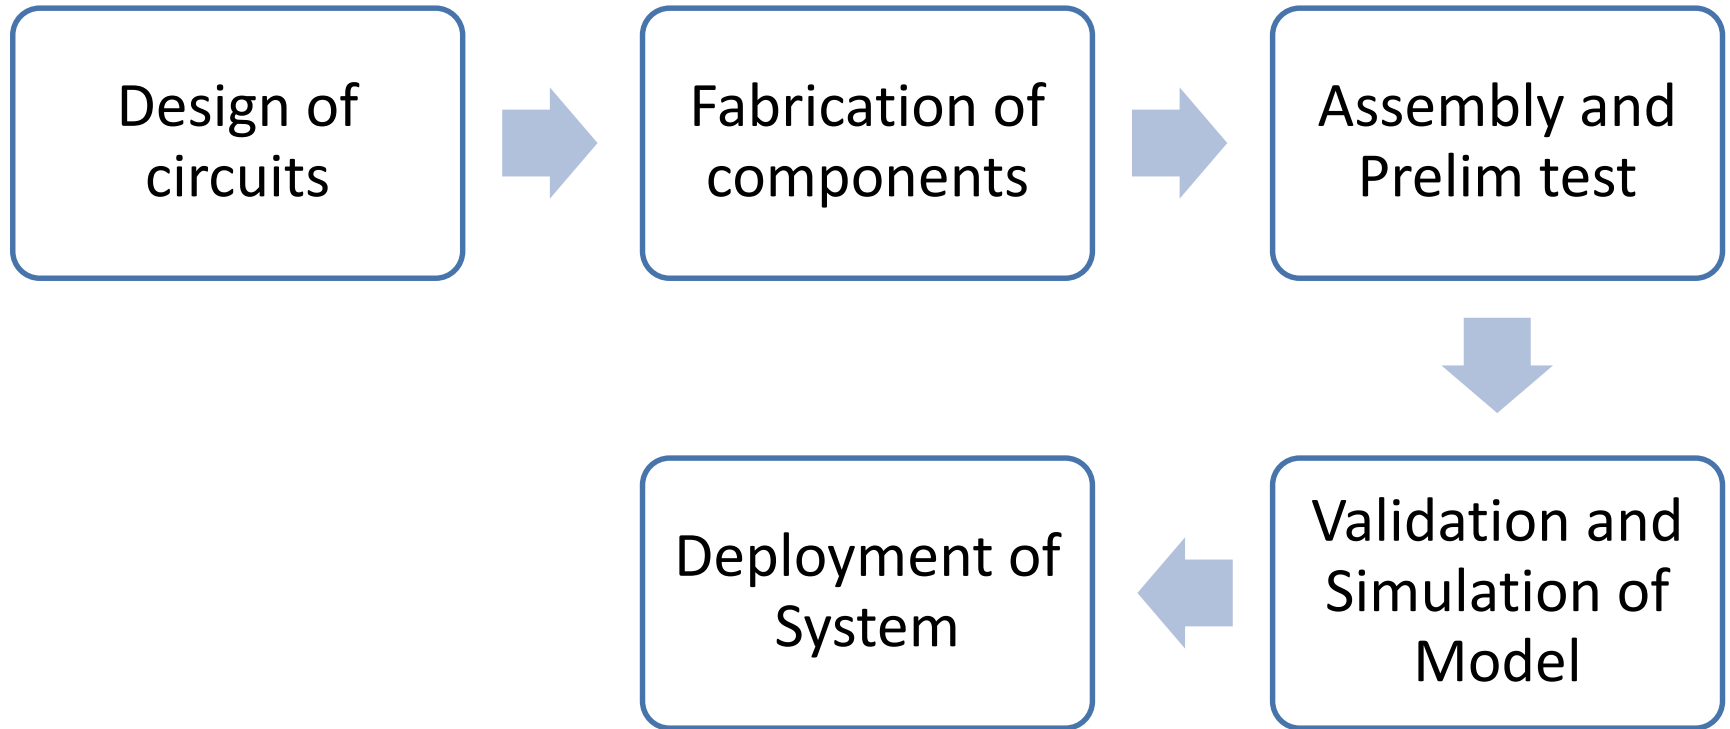 Design of
circuits
Fabrication of
components
Assembly and
Prelim test
Validation and
Simulation of
Model
Deployment of
System